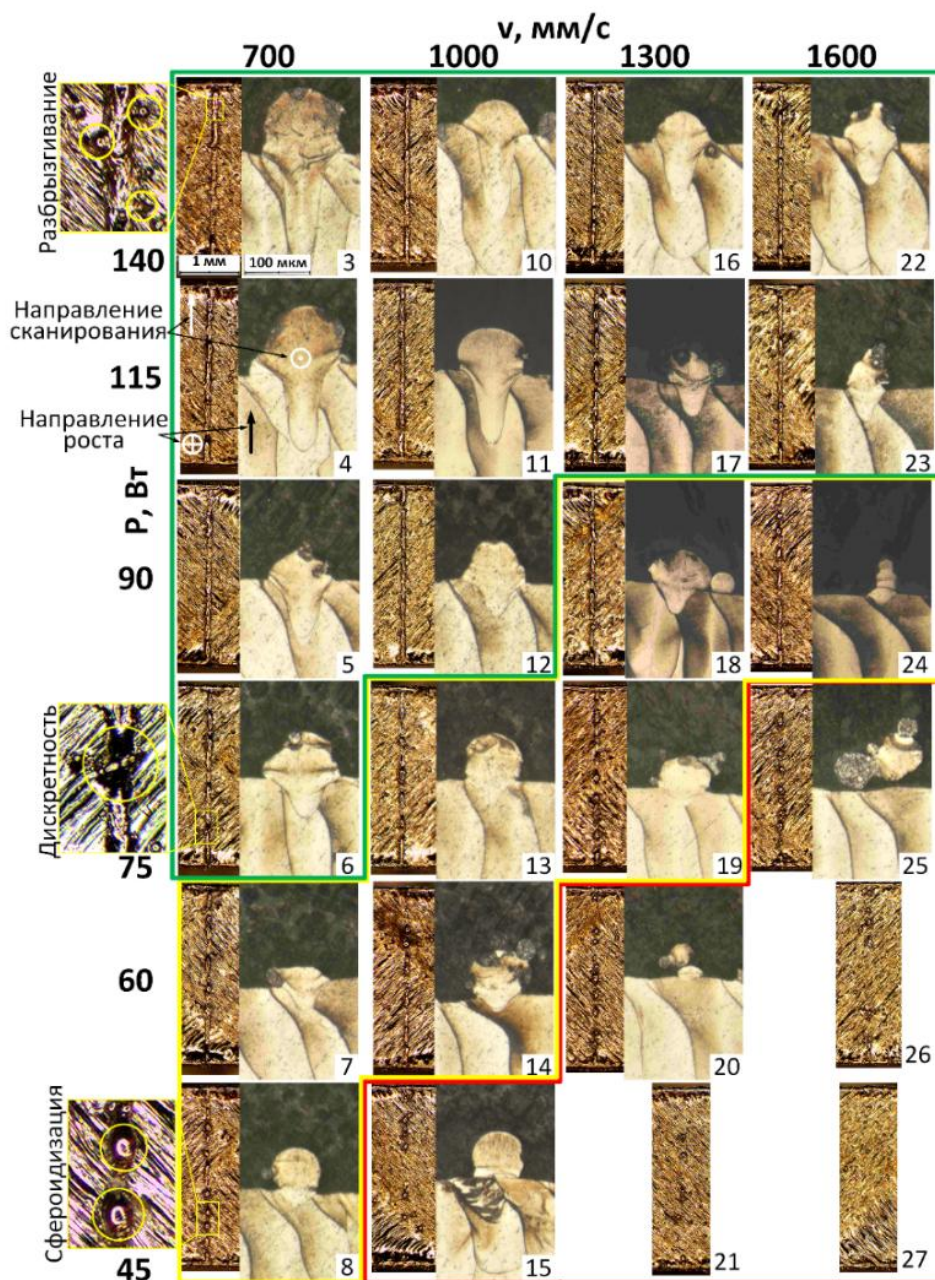 v, мм/с
700 1000 1300 1600
Разбрызгивание
140
1 мм 100 мкм 3 10 16 22
Направление
сканирования
115
Направление
роста
4 11 17 23
P, Вт
90
5 12 18 24
Дискретность
75
6 13 19 25
60
7 14 20 26
Сфероидизация
45
8 15 21 27